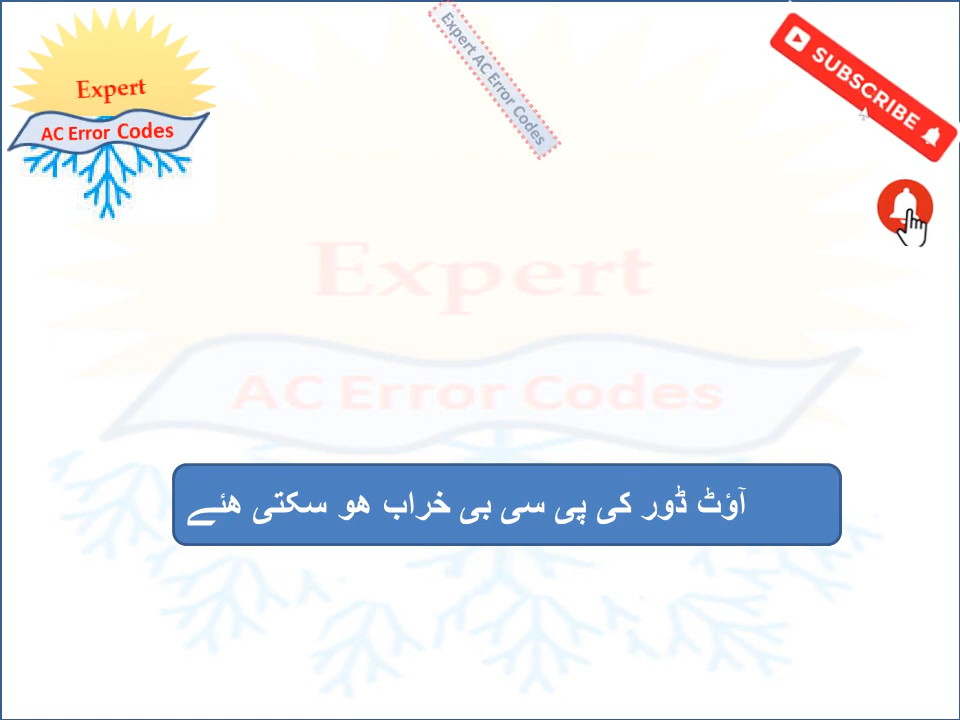 Expert
AC Error Codes
Expert AC Error Codes
SUBSCRIBE
Expert
AC Error Codes
آؤٹ ڈور کی پی سی بی خراب ھو سکتی ھئے